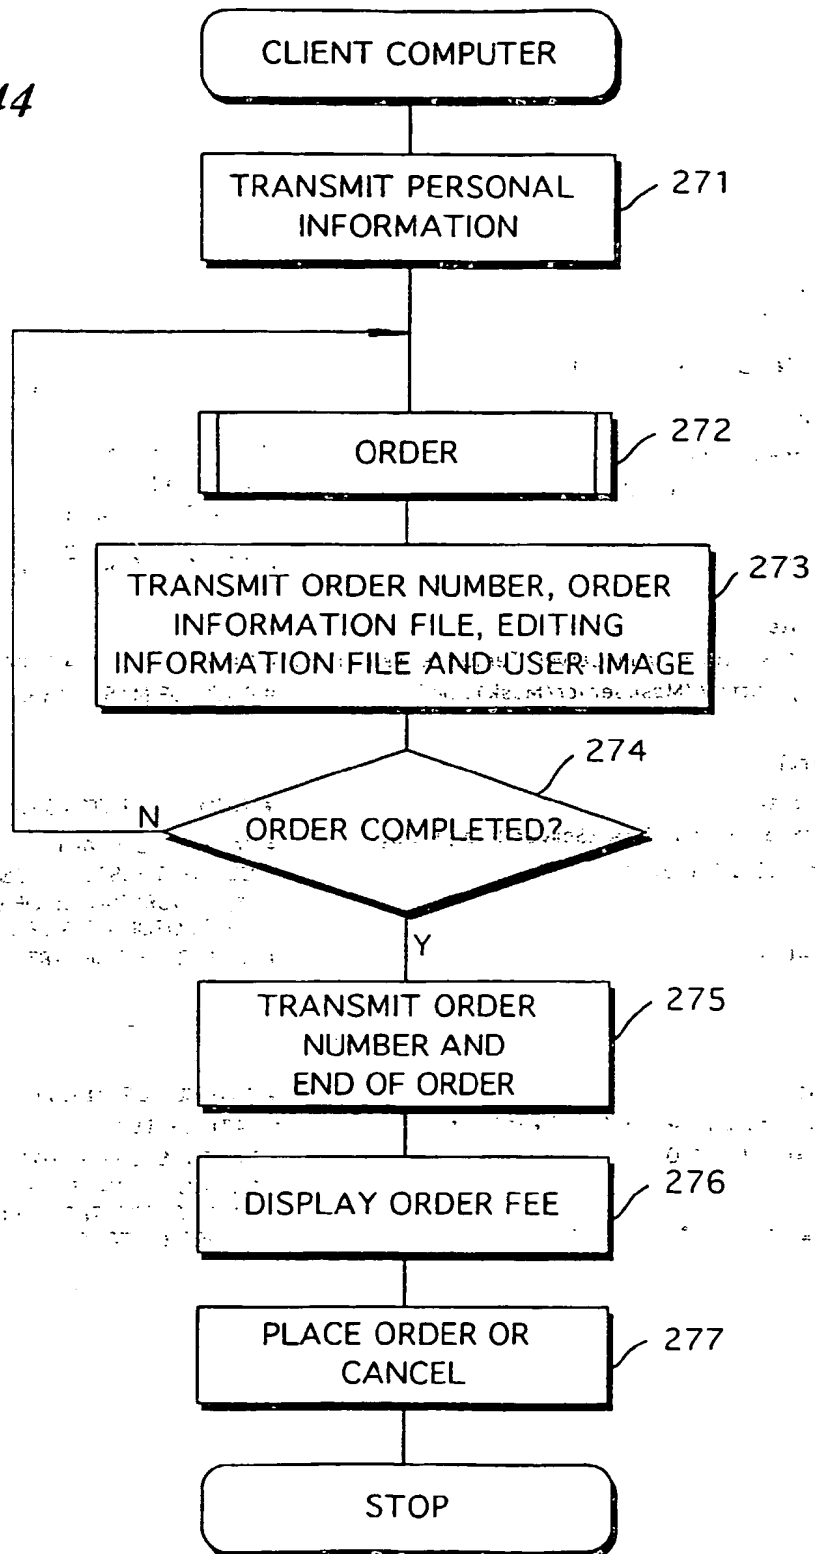 CLIENT COMPUTER
44
TRANSMIT PERSONAL
INFORMATION
271
ORDER
272
TRANSMIT ORDER NUMBER, ORDER
INFORMATION FILE, EDITING
INFORMATION FILE AND USER IMAGE
273
274
N
ORDER COMPLETED?
Y
TRANSMIT ORDER
NUMBER AND
END OF ORDER
275
DISPLAY ORDER FEE
276
PLACE ORDER OR
CANCEL
277
STOP